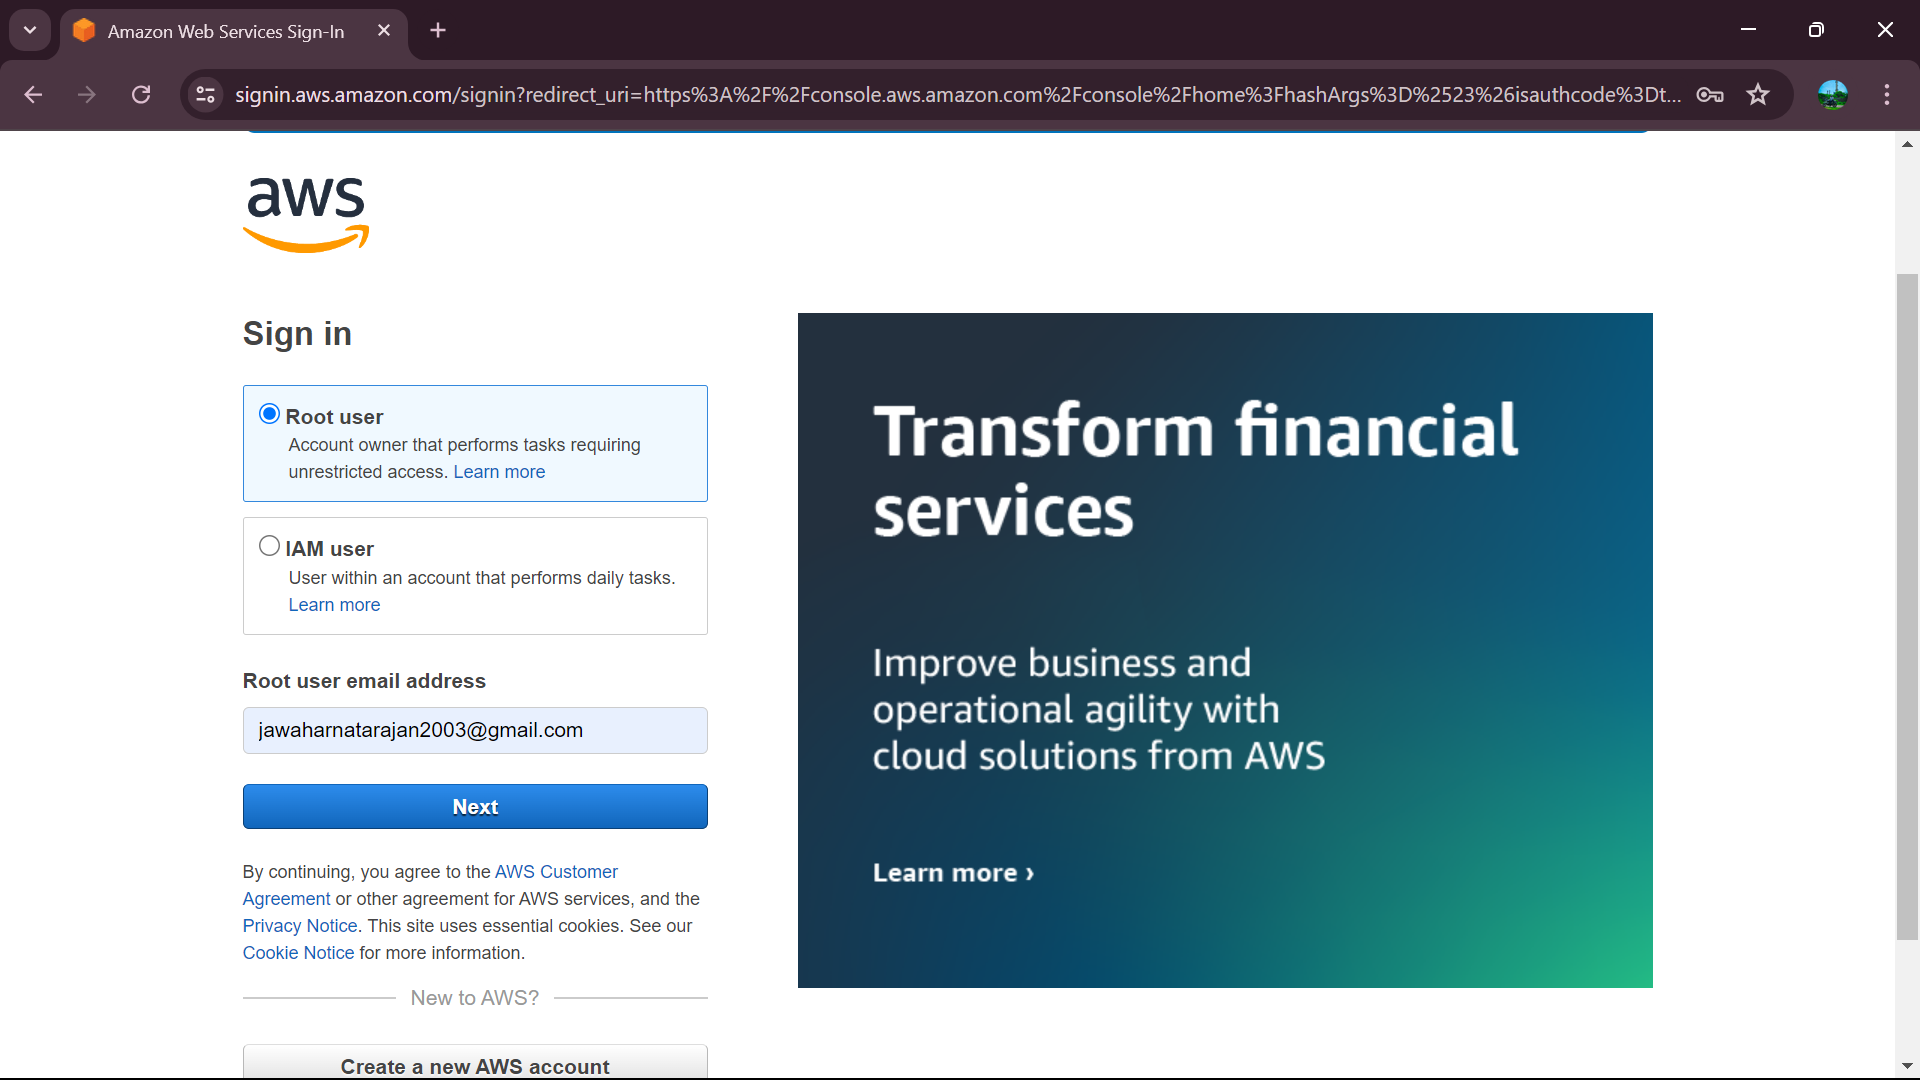 Amazon Web Services Sign-In
signin.aws.amazon.com/signin?redirect_uri=https%3A%2F%2Fconsole.aws.amazon.com%2Fconsole%2Fhome%3FhashArgs%3D%2523%26isauthcode%3Dt...
aws
Sign in
Root user
Account owner that performs tasks requiring
unrestricted access. Learn more
IAM user
User within an account that performs daily tasks.
Learn more
Root user email address
jawaharnatarajan2003@gmail.com
Next
By continuing, you agree to the AWS Customer
Agreement or other agreement for AWS services, and the
Privacy Notice. This site uses essential cookies. See our
Cookie Notice for more information.
New to AWS?
Create a new AWS account
Transform financial
services
Improve business and
operational agility with
cloud solutions from AWS
Learn more ›